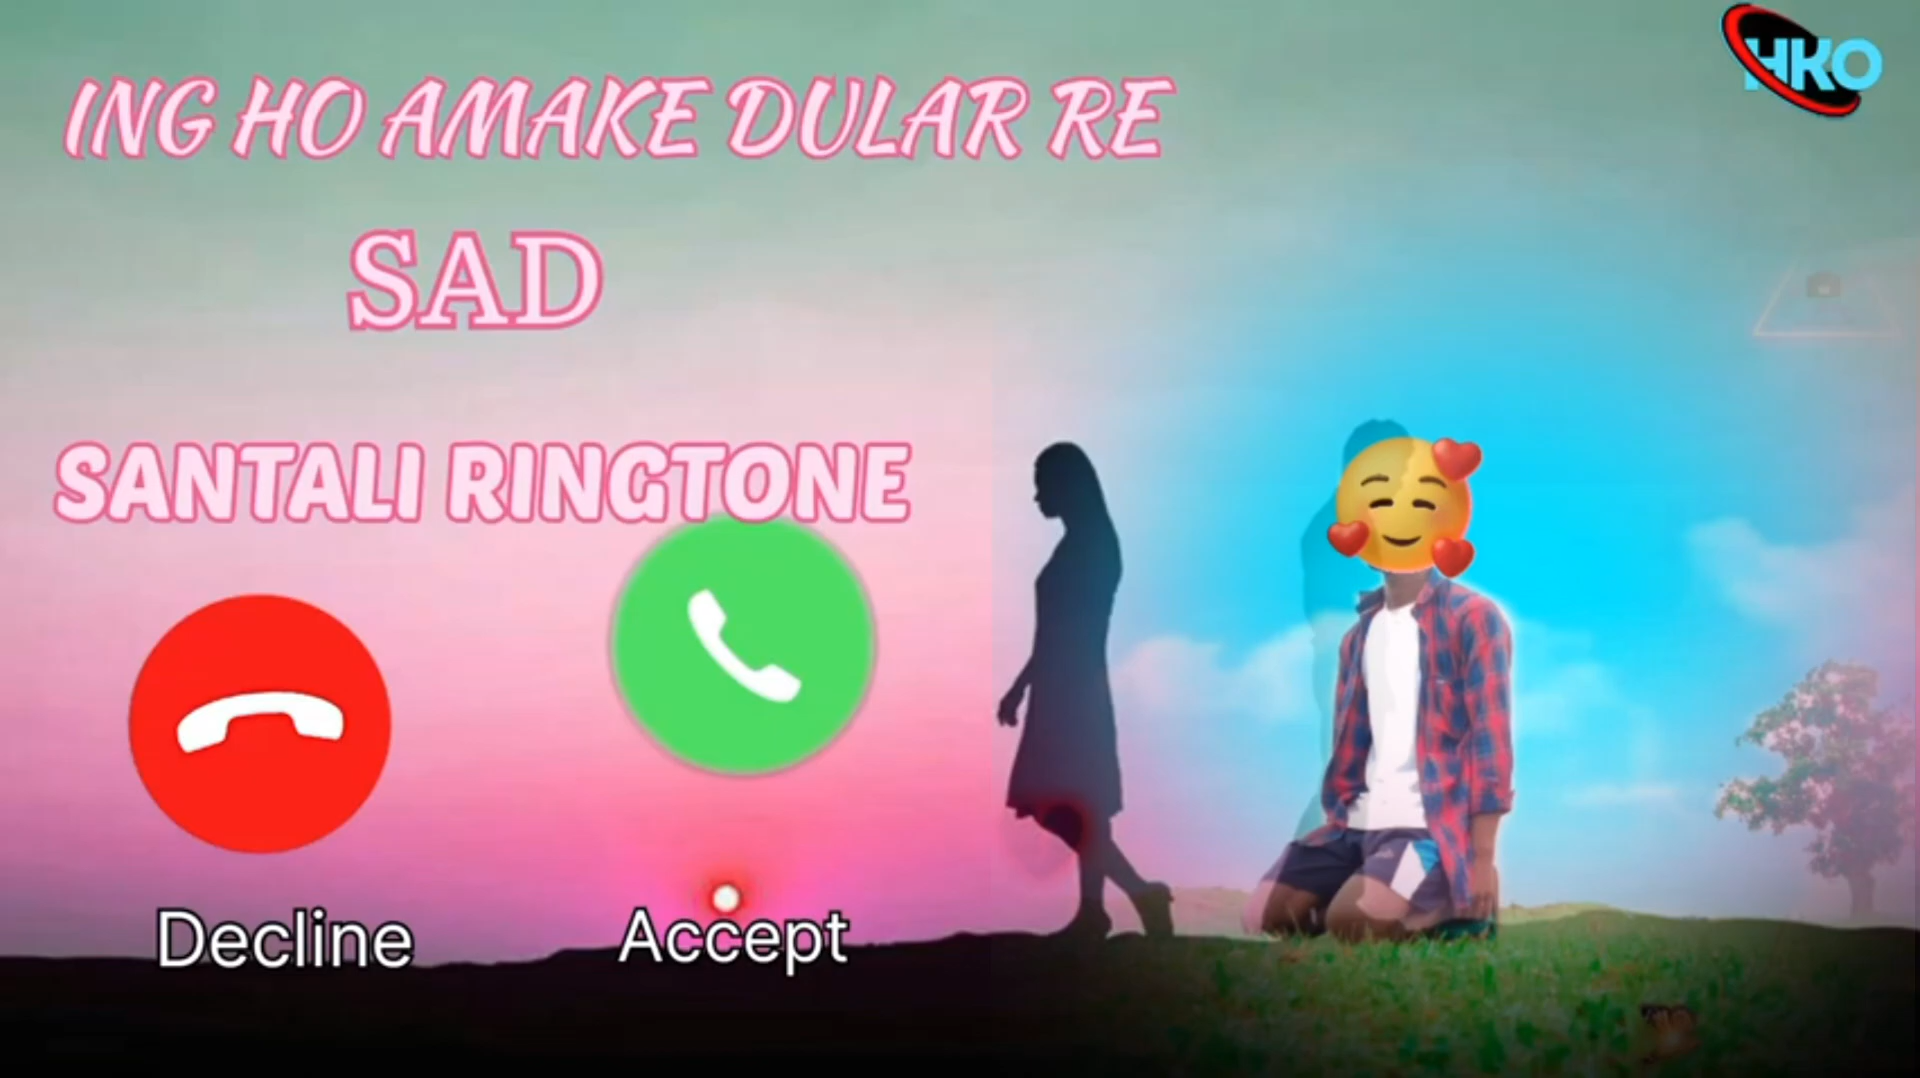 HKO
ING HO AMAKE DULAR RE
SAD
SANTALI RINGTONE
Decline
Accept